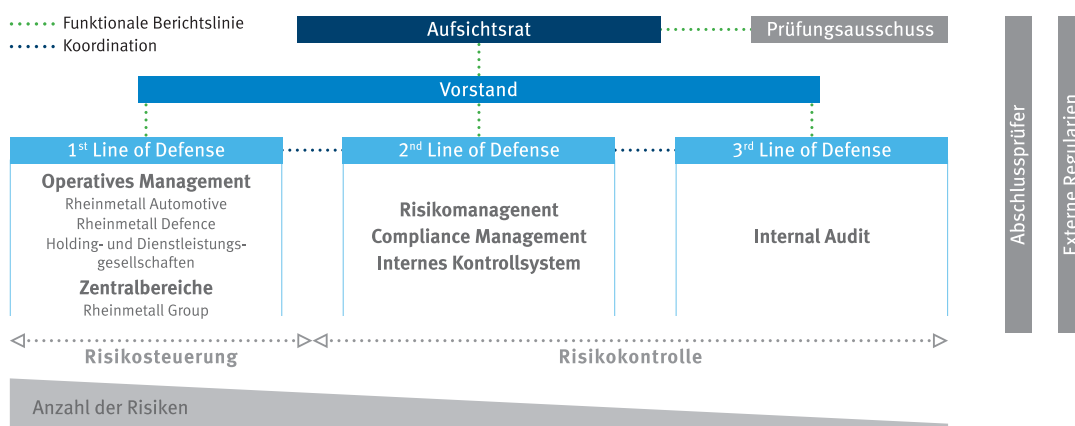 Funktionale Berichtslinie
Koordination
Aufsichtsrat
Prüfungsausschuss
Vorstand
1st Line of Defense
2nd Line of Defense
3rd Line of Defense
Operatives Management
Rheinmetall Automotive
Rheinmetall Defence
Holding- und Dienstleistungs-
gesellschaften
Zentralbereiche
Rheinmetall Group
Risikomanagenent
Compliance Management
Internes Kontrollsystem
Internal Audit
Risikosteuerung
Risikokontrolle
Anzahl der Risiken
Abschlussprüfer
Externe Regularien